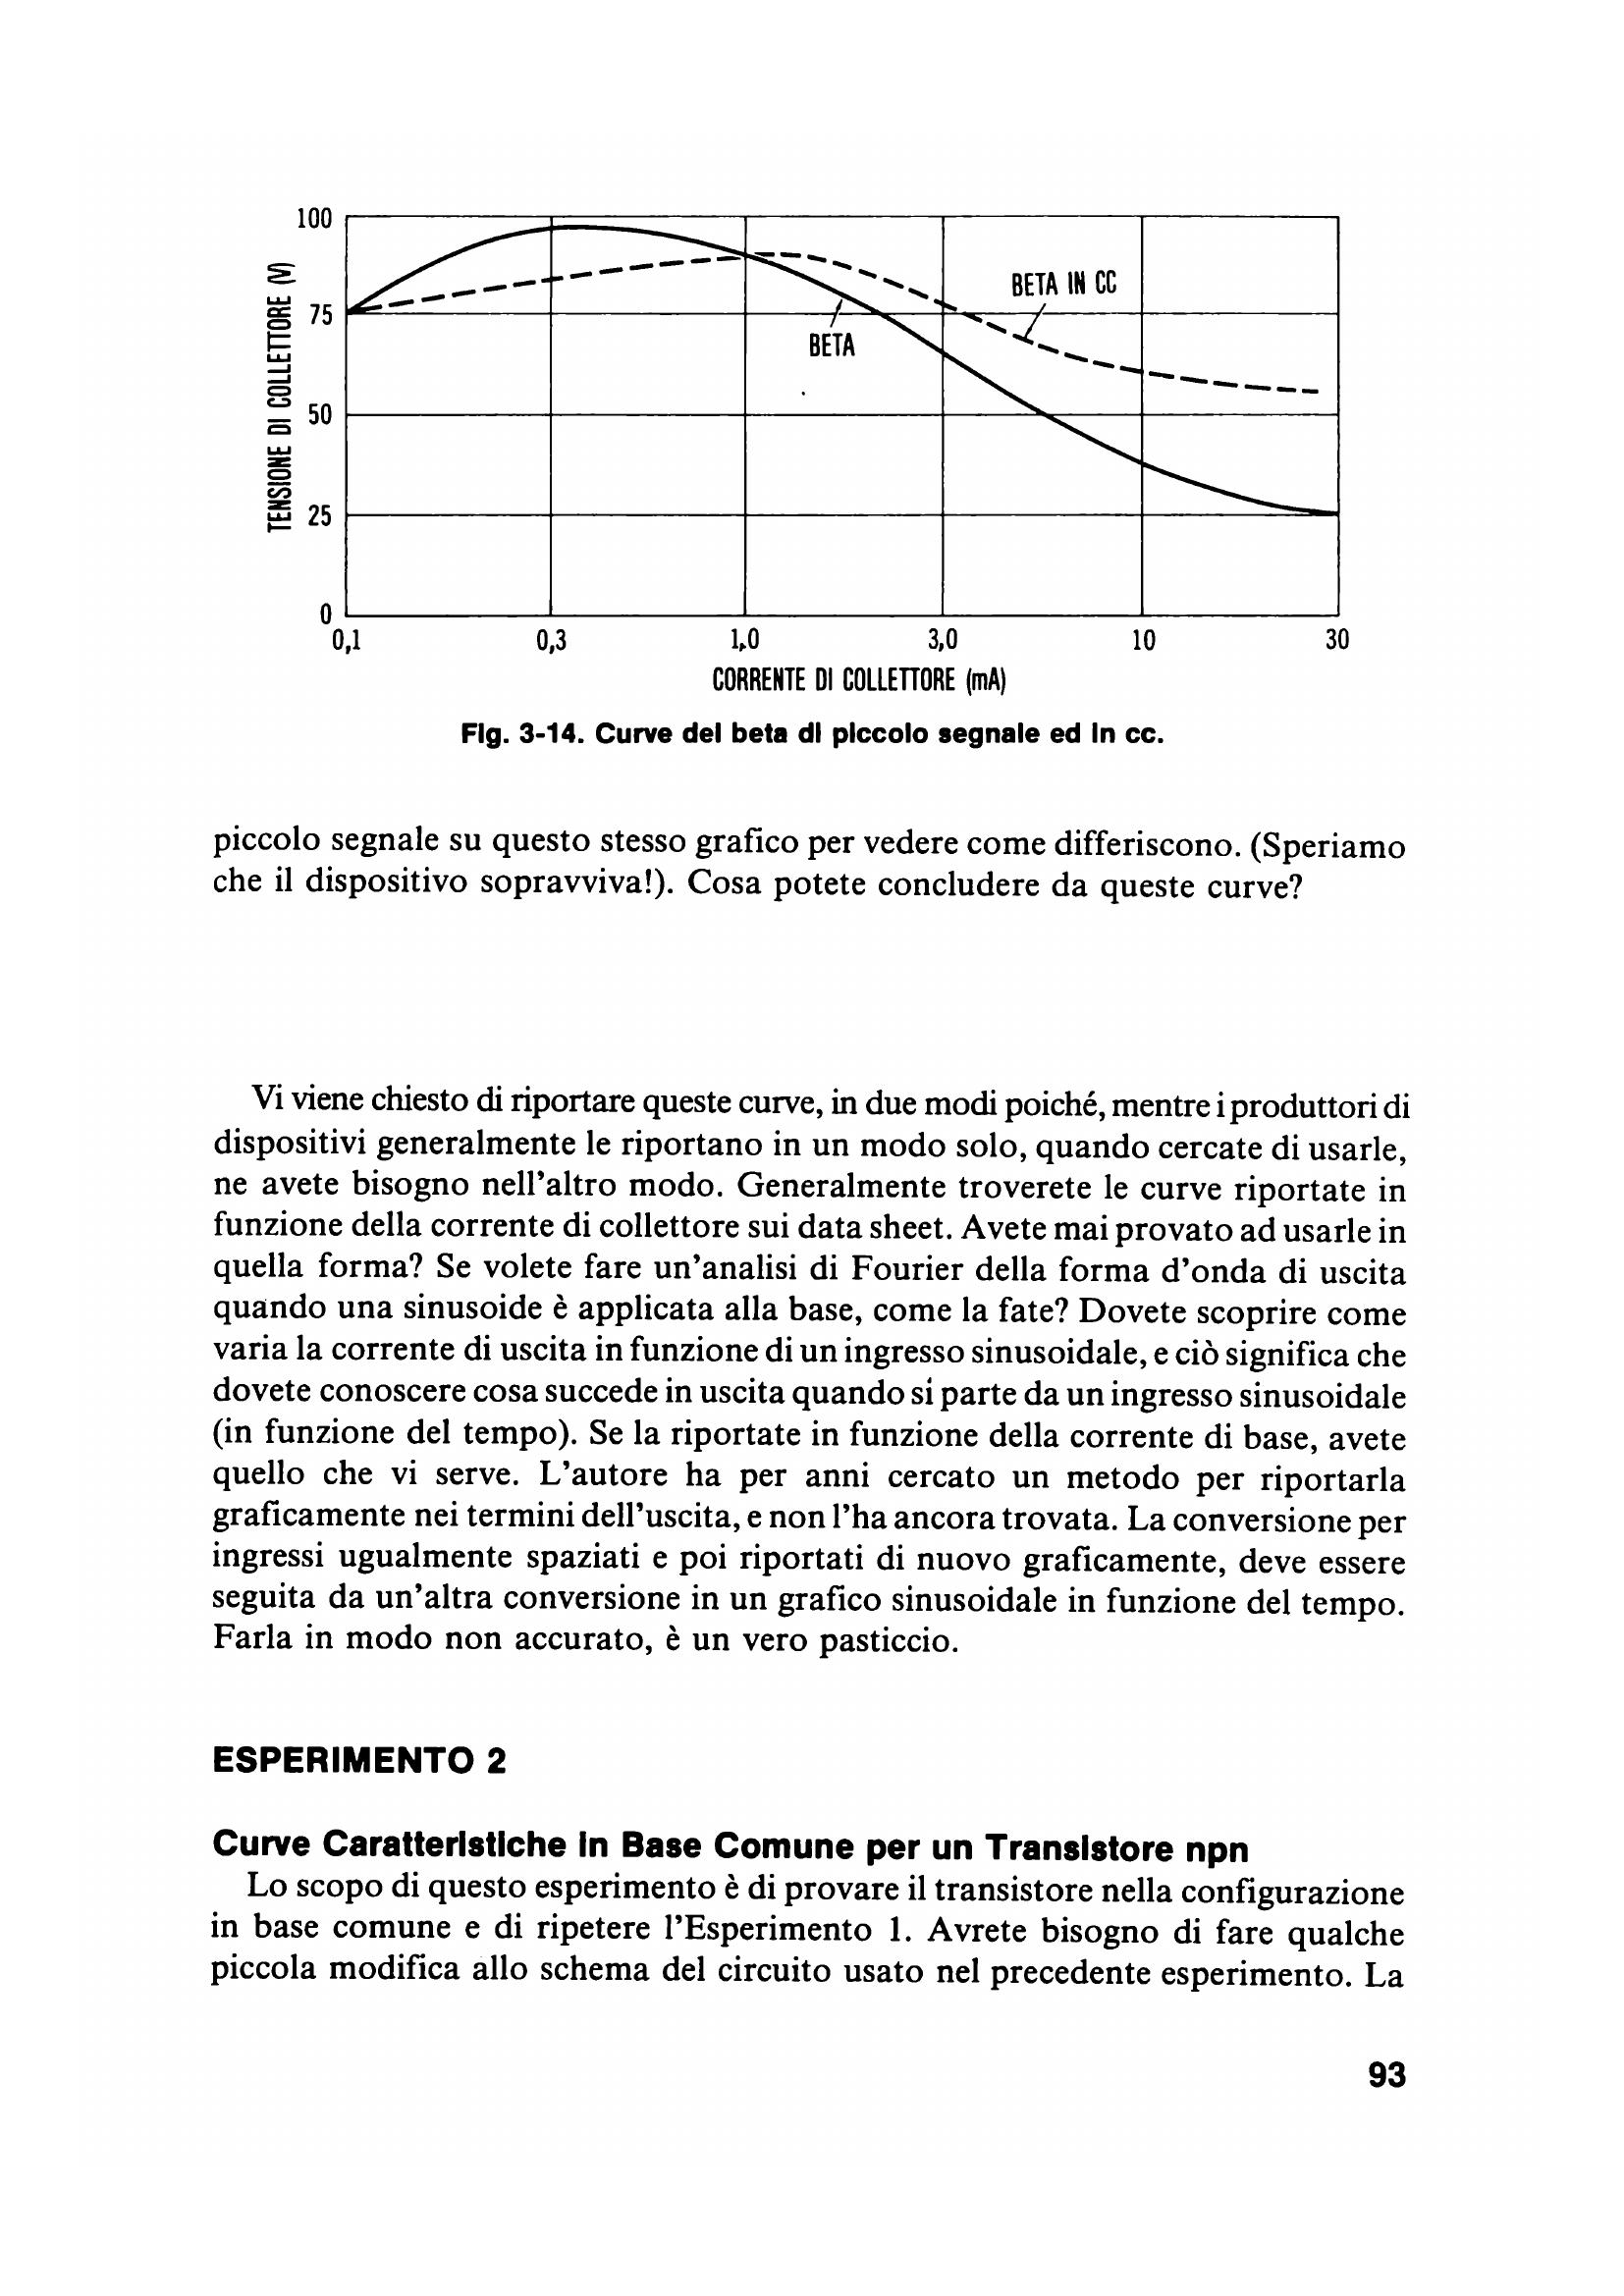 100
75
50
25
0
TENSIONE DI COLLETTORE (V)
BETA IN CC
BETA
0,1 0,3 1,0 3,0 10 30
CORRENTE DI COLLETTORE (mA)
Fig. 3-14. Curve del beta di piccolo segnale ed in cc.
piccolo segnale su questo stesso grafico per vedere come differiscono. (Speriamo
che il dispositivo sopravviva!). Cosa potete concludere da queste curve?
Vi viene chiesto di riportare queste curve, in due modi poiché, mentre i produttori di
dispositivi generalmente le riportano in un modo solo, quando cercate di usarle,
ne avete bisogno nell'altro modo. Generalmente troverete le curve riportate in
funzione della corrente di collettore sui data sheet. Avete mai provato ad usarle in
quella forma? Se volete fare un'analisi di Fourier della forma d'onda di uscita
quando una sinusoide è applicata alla base, come la fate? Dovete scoprire come
varia la corrente di uscita in funzione di un ingresso sinusoidale, e ciò significa che
dovete conoscere cosa succede in uscita quando si parte da un ingresso sinusoidale
(in funzione del tempo). Se la riportate in funzione della corrente di base, avete
quello che vi serve. L'autore ha per anni cercato un metodo per riportarla
graficamente nei termini dell'uscita, e non l'ha ancora trovata. La conversione per
ingressi ugualmente spaziati e poi riportati di nuovo graficamente, deve essere
seguita da un'altra conversione in un grafico sinusoidale in funzione del tempo.
Farla in modo non accurato, è un vero pasticcio.
ESPERIMENTO 2
Curve Caratteristiche in Base Comune per un Transistore npn
Lo scopo di questo esperimento è di provare il transistore nella configurazione
in base comune e di ripetere l'Esperimento 1. Avrete bisogno di fare qualche
piccola modifica allo schema del circuito usato nel precedente esperimento. La
93